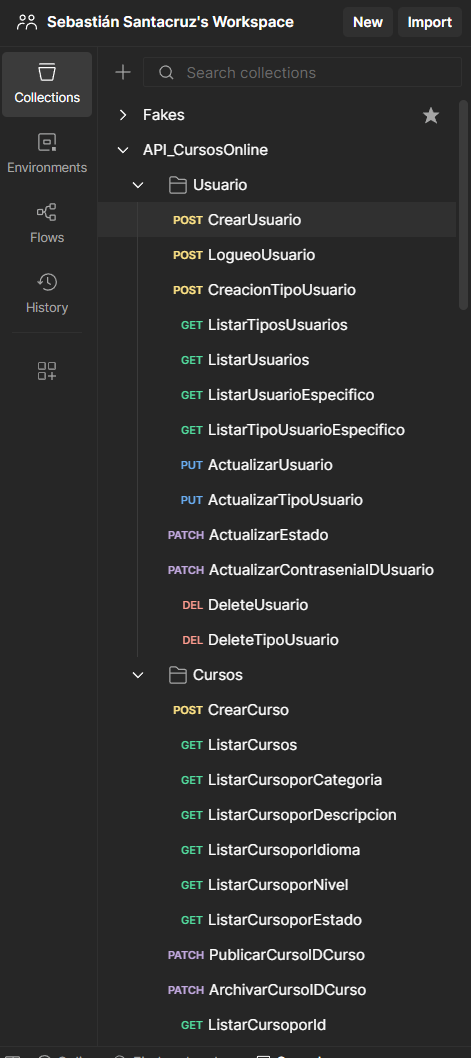 Sebastián Santacruz's Workspace New Import
Collections
Environments
Flows
History
Search collections
Fakes
API_CursosOnline
Usuario
POST CrearUsuario
POST LogueoUsuario
POST CreacionTipoUsuario
GET ListarTiposUsuarios
GET ListarUsuarios
GET ListarUsuarioEspecifico
GET ListarTipoUsuarioEspecifico
PUT ActualizarUsuario
PUT ActualizarTipoUsuario
PATCH ActualizarEstado
PATCH ActualizarContraseniaIDUsuario
DEL DeleteUsuario
DEL DeleteTipoUsuario
Cursos
POST CrearCurso
GET ListarCursos
GET ListarCursoporCategoria
GET ListarCursoporDescripcion
GET ListarCursoporIdioma
GET ListarCursoporNivel
GET ListarCursoporEstado
PATCH PublicarCursoIDCurso
PATCH ArchivarCursoIDCurso
GET ListarCursoporId